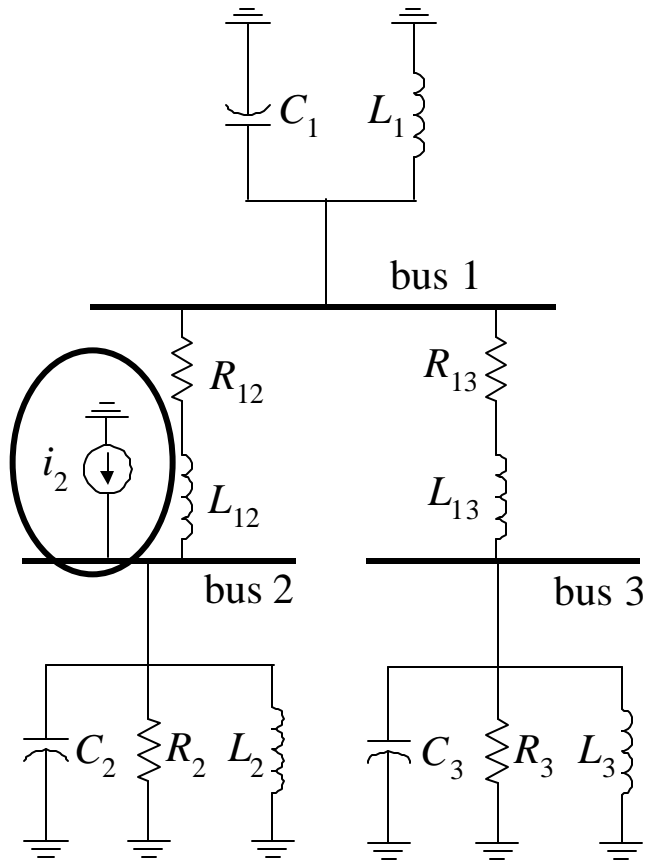 C₁
L₁
bus 1
R₁₂
R₁₃
i₂
L₁₂
L₁₃
bus 2
bus 3
C₂
R₂
L₂
C₃
R₃
L₃